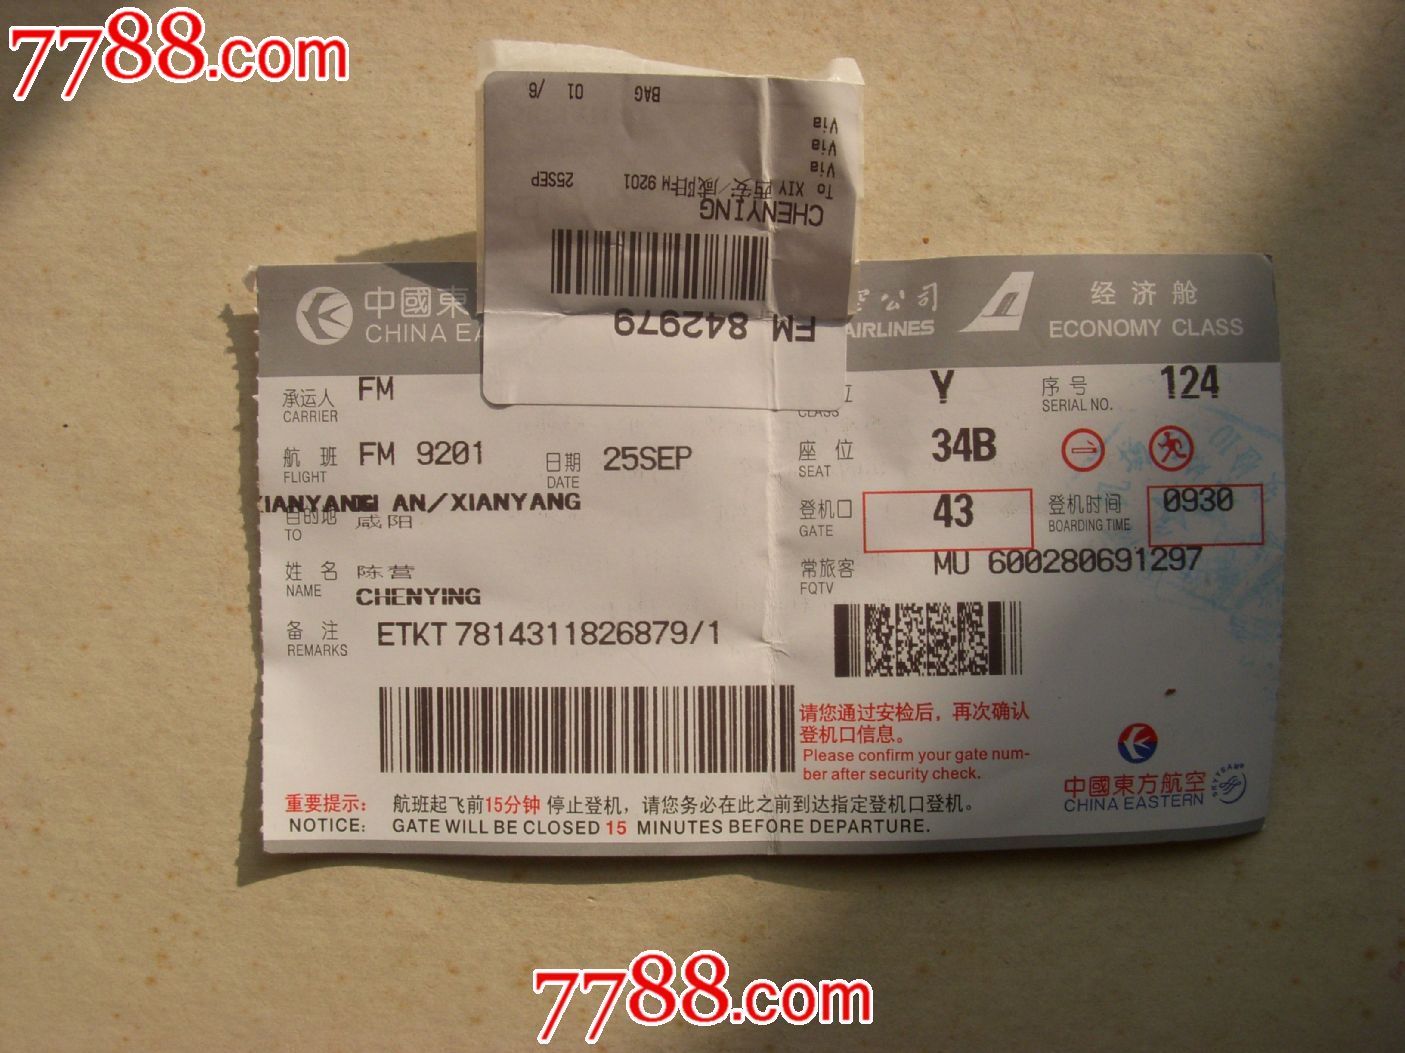 7788.com
BAG 01 /6
Via
Via
Via
To XIY 西安/咸阳FM 9201 25SEP
CHENYING
FM 842979
中國東
CHINA EA
空公司
AIRLINES
经济舱
ECONOMY CLASS
承运人 FM
CARRIER
CLASS
Y
序号 124
SERIAL NO.
航班 FM 9201
FLIGHT
日期 25SEP
DATE
座位 34B
SEAT
XIANYANG AN/XIANYANG
目的地 咸阳
TO
登机口 43
GATE
登机时间 0930
BOARDING TIME
姓名 陈营
NAME CHENYING
常旅客 MU 600280691297
FQTV
备注 ETKT 7814311826879/1
REMARKS
请您通过安检后，再次确认
登机口信息。
Please confirm your gate num-
ber after security check.
中國東方航空
CHINA EASTERN
重要提示： 航班起飞前15分钟 停止登机，请您务必在此之前到达指定登机口登机。
NOTICE: GATE WILL BE CLOSED 15 MINUTES BEFORE DEPARTURE.
7788.com